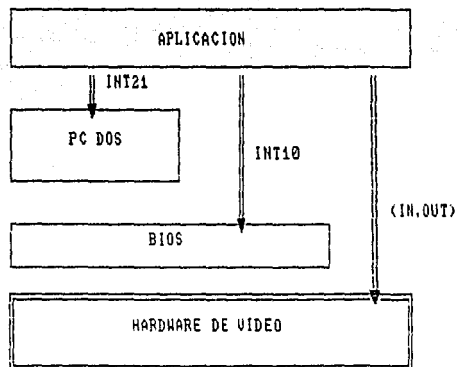 APLICACION
INT21
PC DOS
INT10
(IN,OUT)
BIOS
HARDWARE DE VIDEO